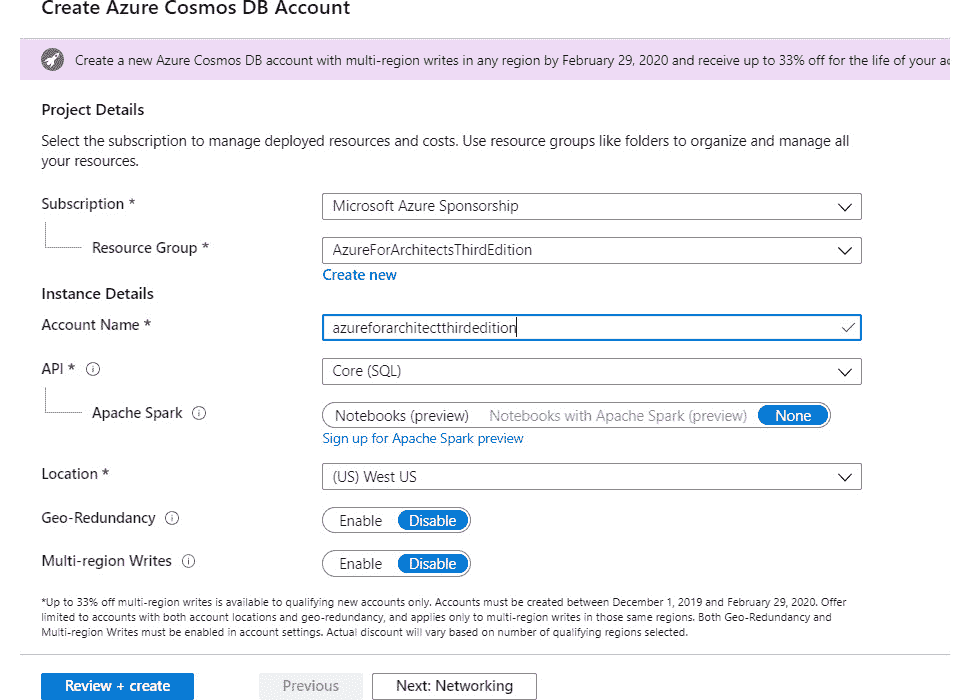 Create Azure Cosmos DB Account
Create a new Azure Cosmos DB account with multi-region writes in any region by February 29, 2020 and receive up to 33% off for the life of your
Project Details
Select the subscription to manage deployed resources and costs. Use resource groups like folders to organize and manage all
your resources.
Subscription *
Microsoft Azure Sponsorship
Resource Group *
AzureForArchitectsThirdEdition
Create new
Instance Details
Account Name *
azureforarchitectthirdedition
API *
Core (SQL)
Apache Spark
Notebooks (preview) Notebooks with Apache Spark (preview) None
Sign up for Apache Spark preview
Location *
(US) West US
Geo-Redundancy
Enable Disable
Multi-region Writes
Enable Disable
*Up to 33% off multi-region writes is available to qualifying new accounts only. Accounts must be created between December 1, 2019 and February 29, 2020. Offer
limited to accounts with both account locations and geo-redundancy, and applies only to multi-region writes in those same regions. Both Geo-Redundancy and
Multi-region Writes must be enabled in account settings. Actual discount will vary based on number of qualifying regions selected.
Review + create
Previous
Next: Networking